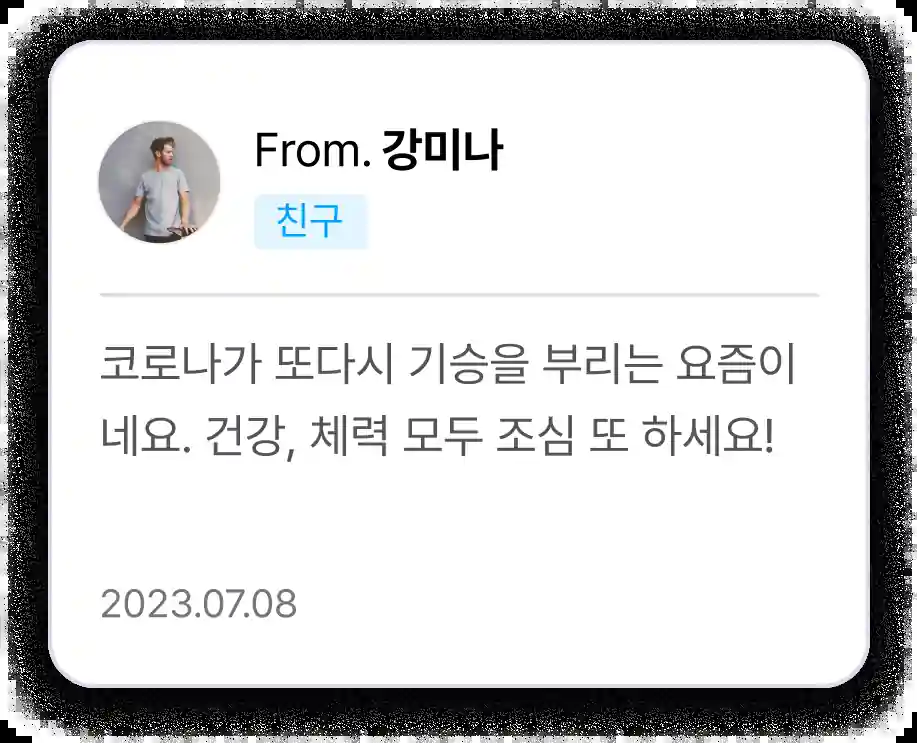 From. 강미나
친구
코로나가 또다시 기승을 부리는 요즘이
네요. 건강, 체력 모두 조심 또 하세요!
2023.07.08